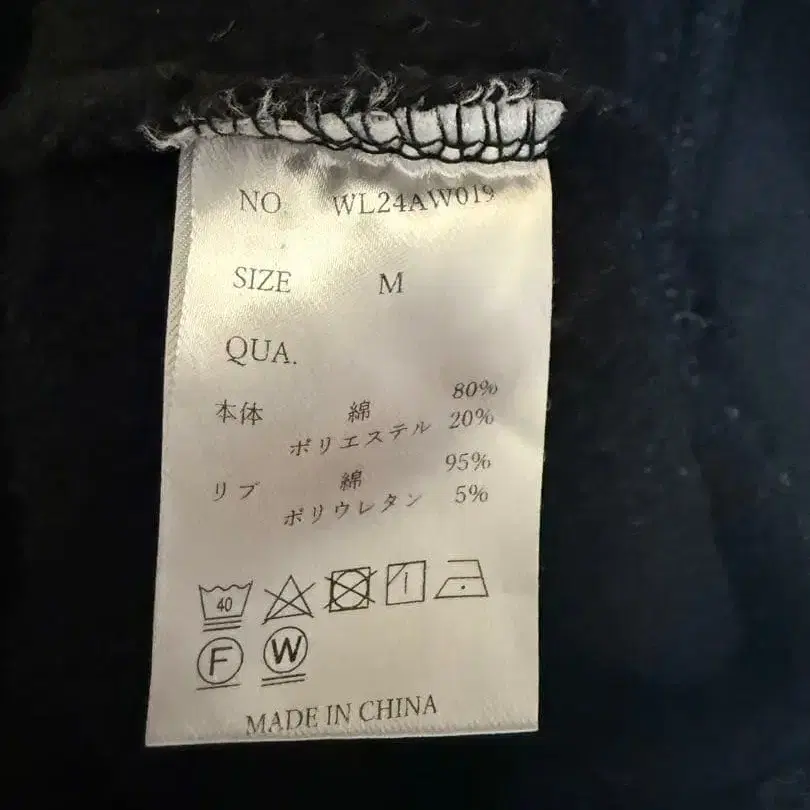 NO. WL24AW019
SIZE M
QUA.
本体 綿 80%
ポリエステル 20%
リブ 綿 95%
ポリウレタン 5%
40
F W
MADE IN CHINA